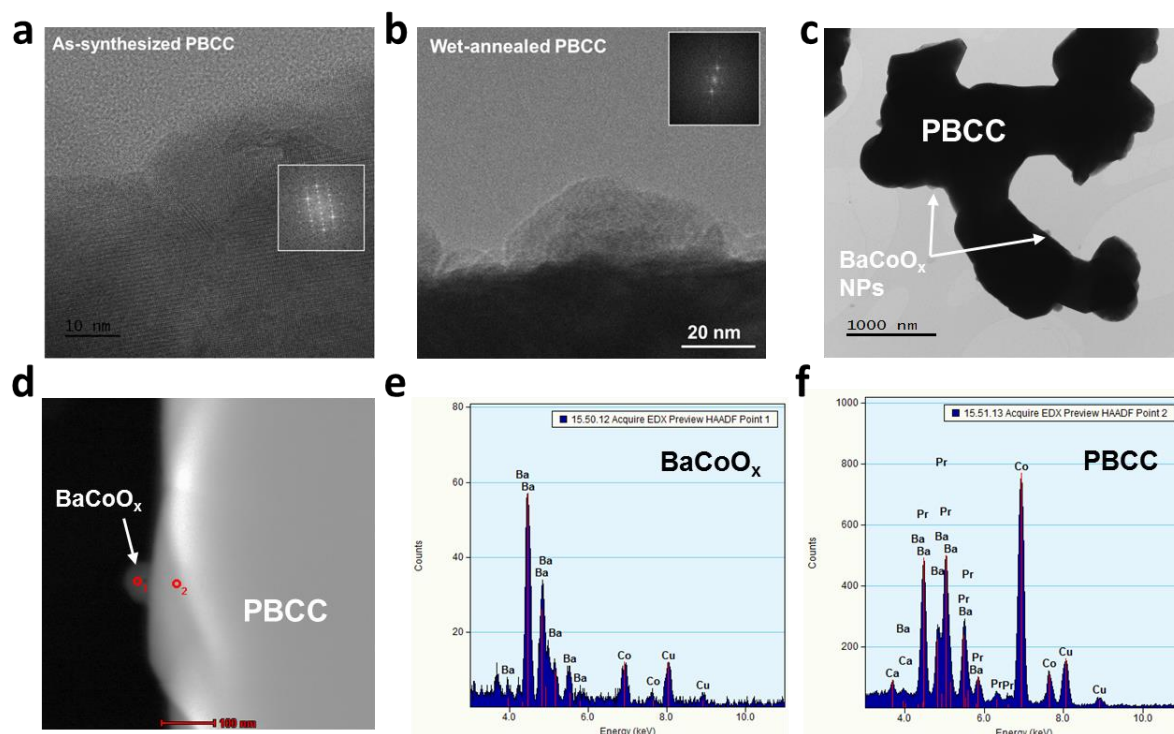 a
As-synthesized PBCC
10 nm
b
Wet-annealed PBCC
20 nm
c
PBCC
BaCoOₓ
NPs
1000 nm
d
BaCoOₓ
1
2
PBCC
100 nm
e
80
60
40
20
Counts
15.50.12 Acquire EDX Preview HAADF Point 1
BaCoOₓ
Ba
Ba
Ba
Ba
Ba
Ba
Ba
Ba
Co
Co
Cu
Cu
4.0 6.0 8.0 10.0
Energy (keV)
f
1000
800
600
400
200
Counts
15.51.13 Acquire EDX Preview HAADF Point 2
PBCC
Pr
Co
Pr Pr
Ba Ba
Ba Ba Ba
Pr
Pr
Ba
Ba
Ca
Ca
Pr
Ba
Pr Pr
Co
Cu
Cu
4.0 6.0 8.0 10.0
Energy (keV)